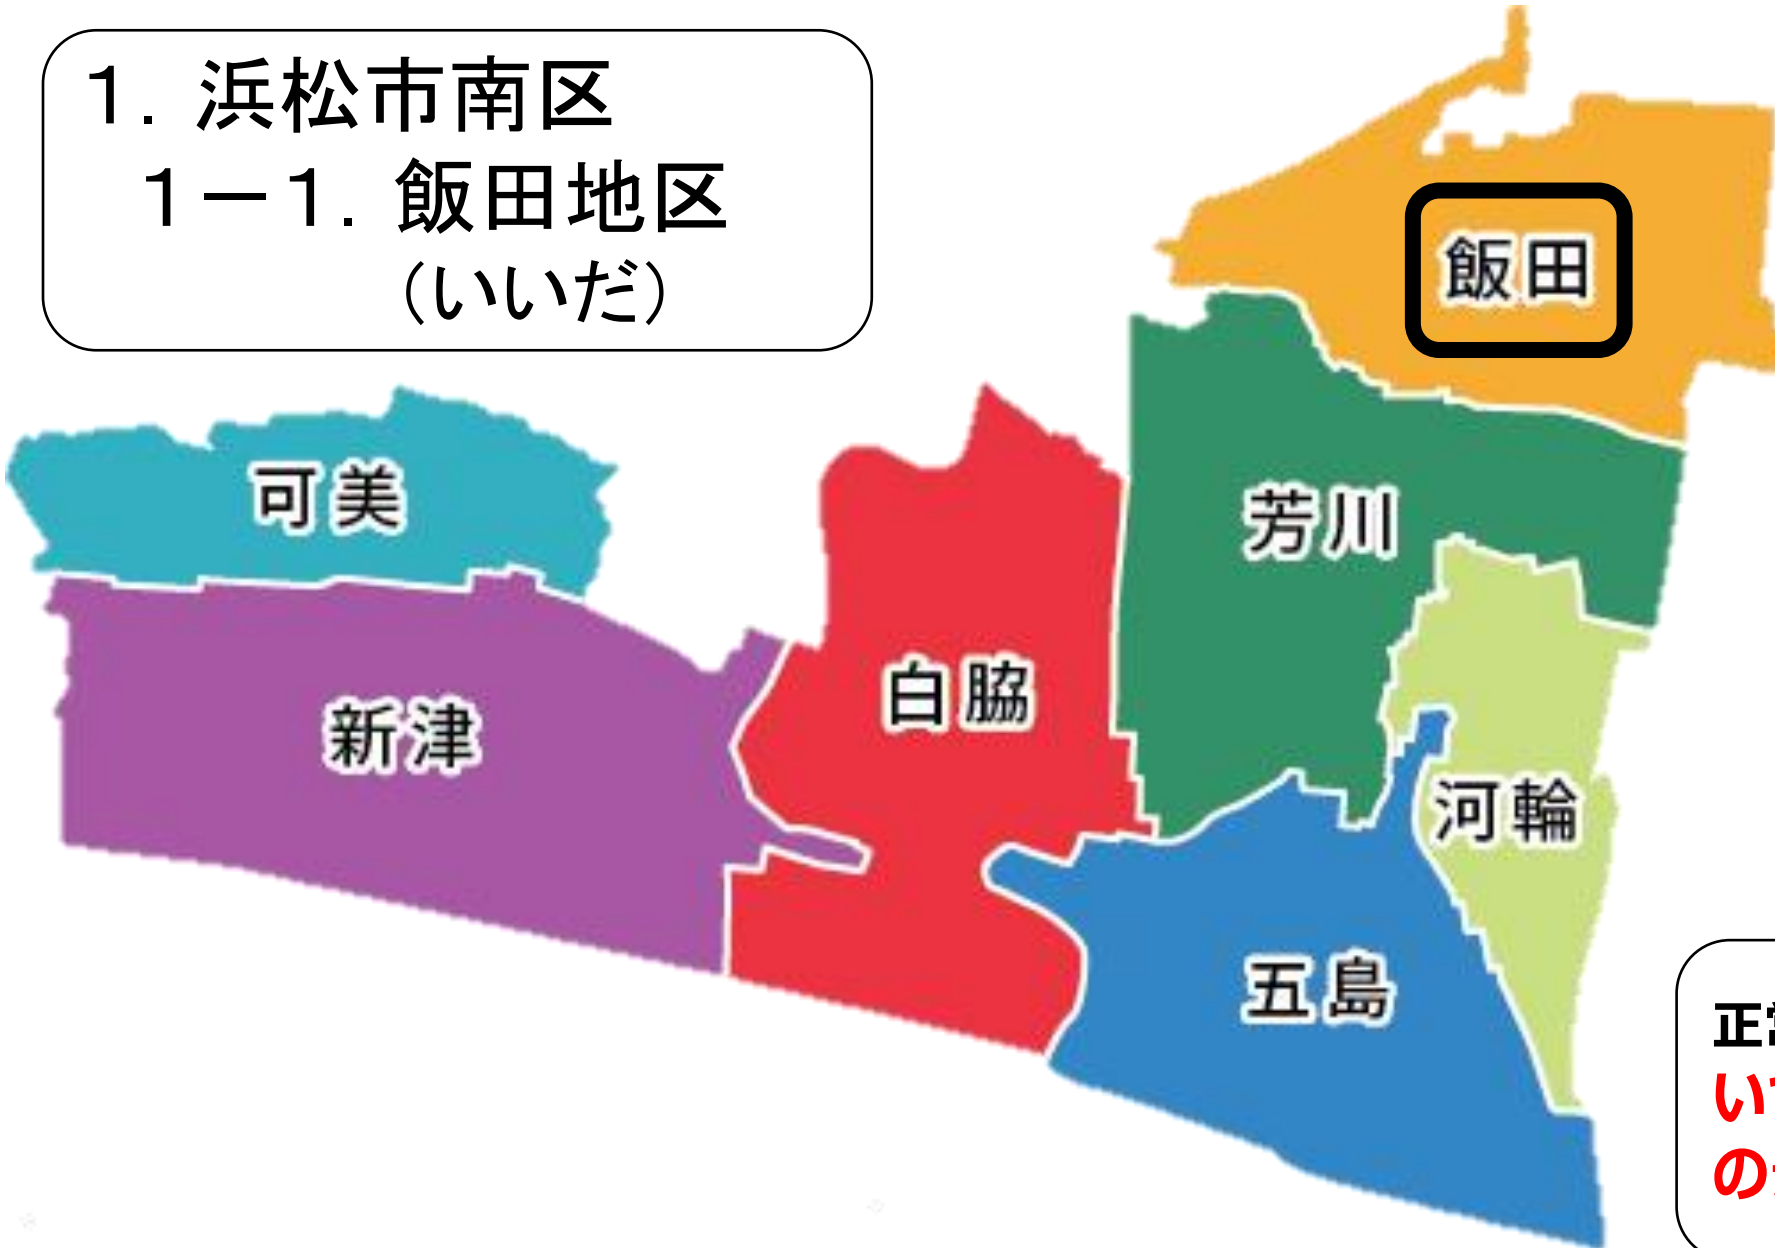 １．浜松市南区
１－１．飯田地区
(いいだ)
飯田
可美
芳川
白脇
新津
河輪
五島
正
い
の